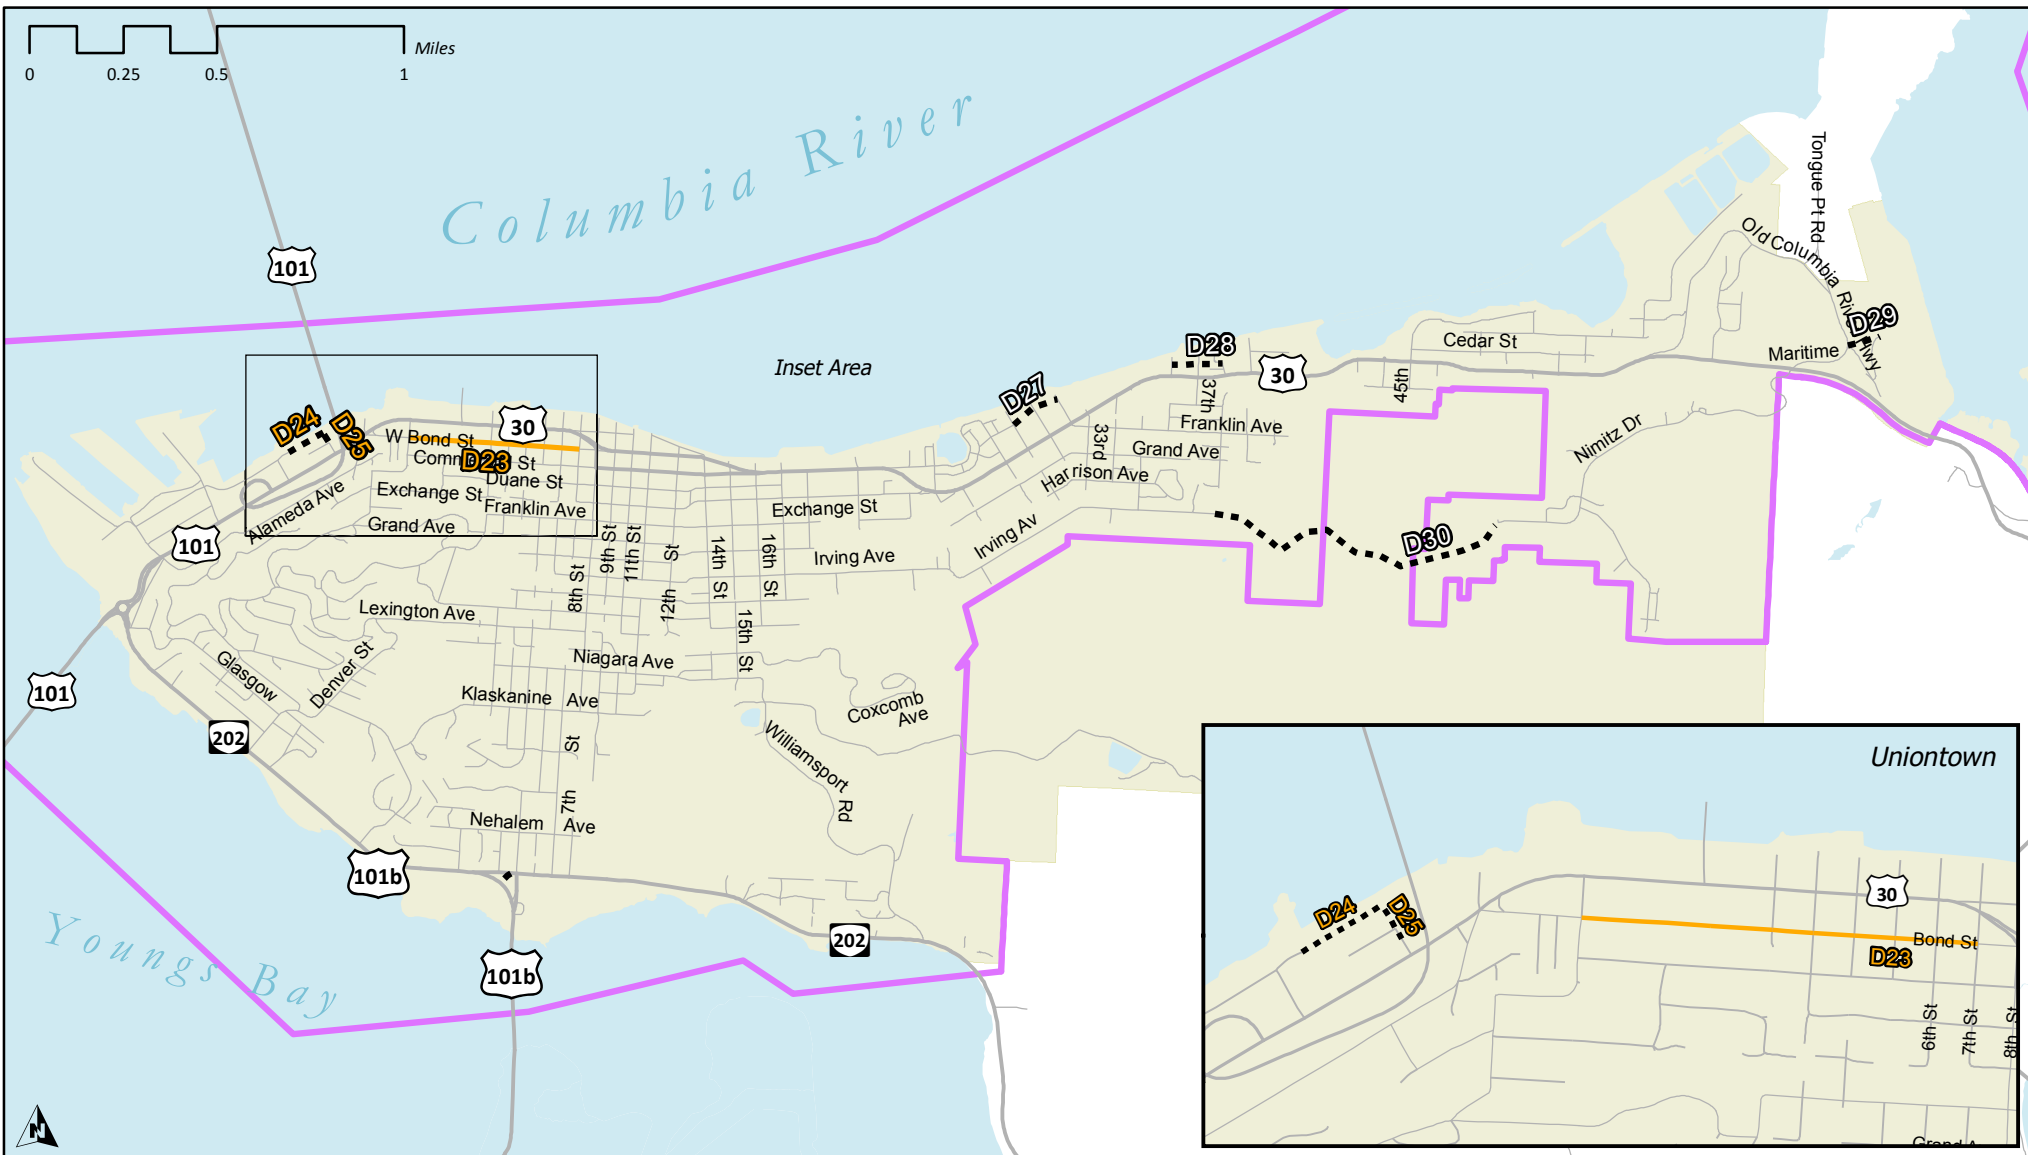 Miles
0 0.25 0.5 1
Columbia River
101
Inset Area
Tongue Pt Rd
Old Columbia River Hwy
D29
Maritime
Cedar St
45th
D28
30
37th
D27
Franklin Ave
33rd
Grand Ave
Harrison Ave
Nimitz Dr
D30
D24
D25
30
W Bond St
D23
St
Duane St
Exchange St
Franklin Ave
Alameda Ave
Grand Ave
101
Exchange St
Irving Av
Irving Ave
9th St
11th St
8th St
12th St
14th St
16th St
15th St
Lexington Ave
Niagara Ave
Glasgow
Denver St
Klaskanine Ave
Coxcomb Ave
101
202
Williamsport Rd
7th St
Nehalem Ave
101b
202
101b
Youngs Bay
N
Uniontown
D24
D25
30
Bond St
D23
6th St
7th St
8th St